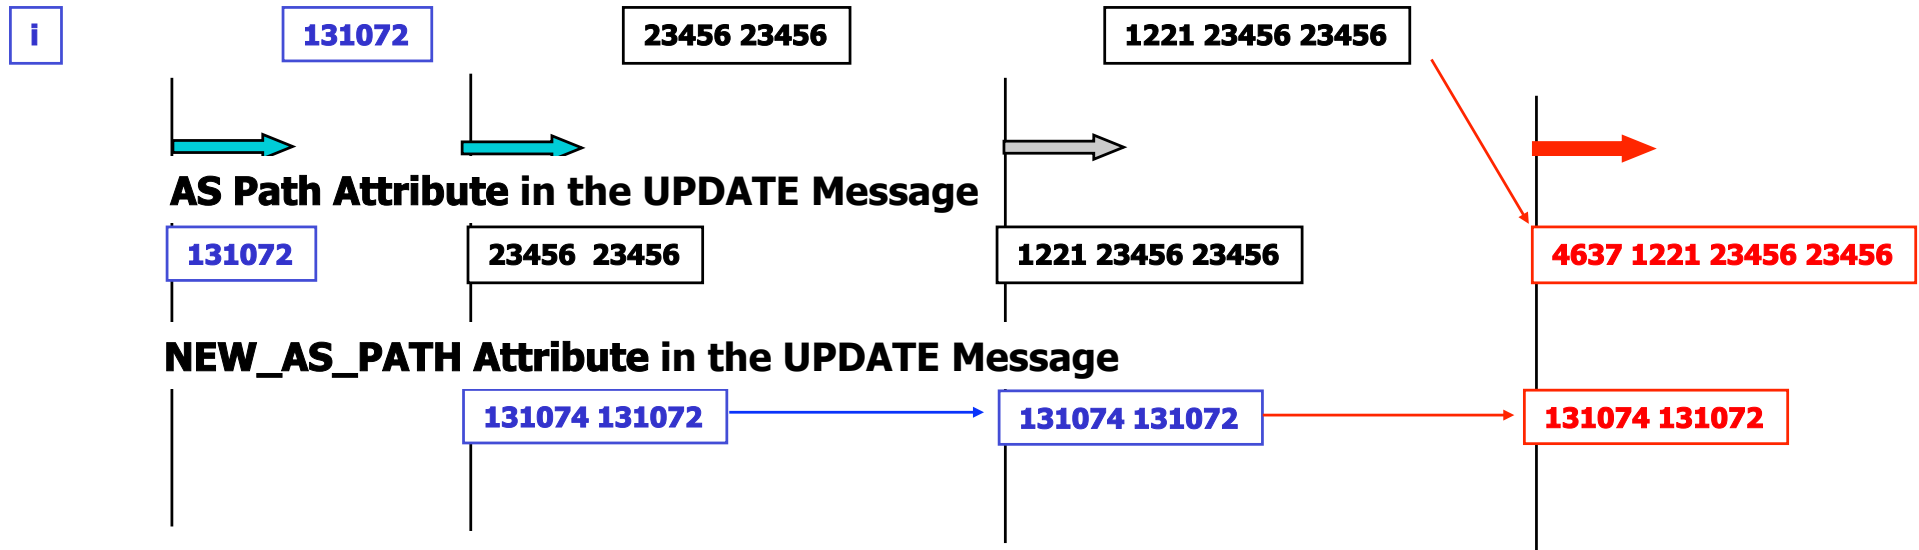 i 131072 23456 23456 1221 23456 23456
AS Path Attribute in the UPDATE Message
131072 23456 23456 1221 23456 23456 4637 1221 23456 23456
NEW_AS_PATH Attribute in the UPDATE Message
131074 131072 131074 131072 131074 131072